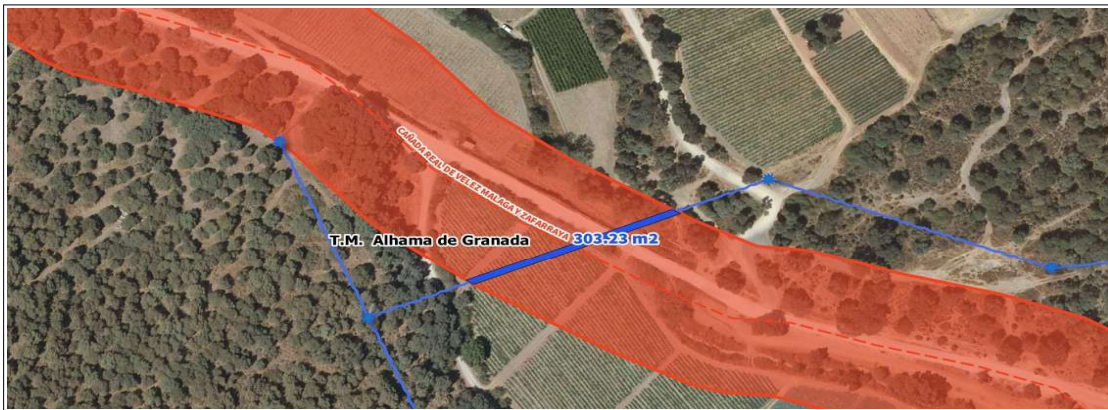 CAÑADA REAL DE VELEZ MALAGA Y ZAFARRAYA
T.M. Alhama de Granada
303.23 m2